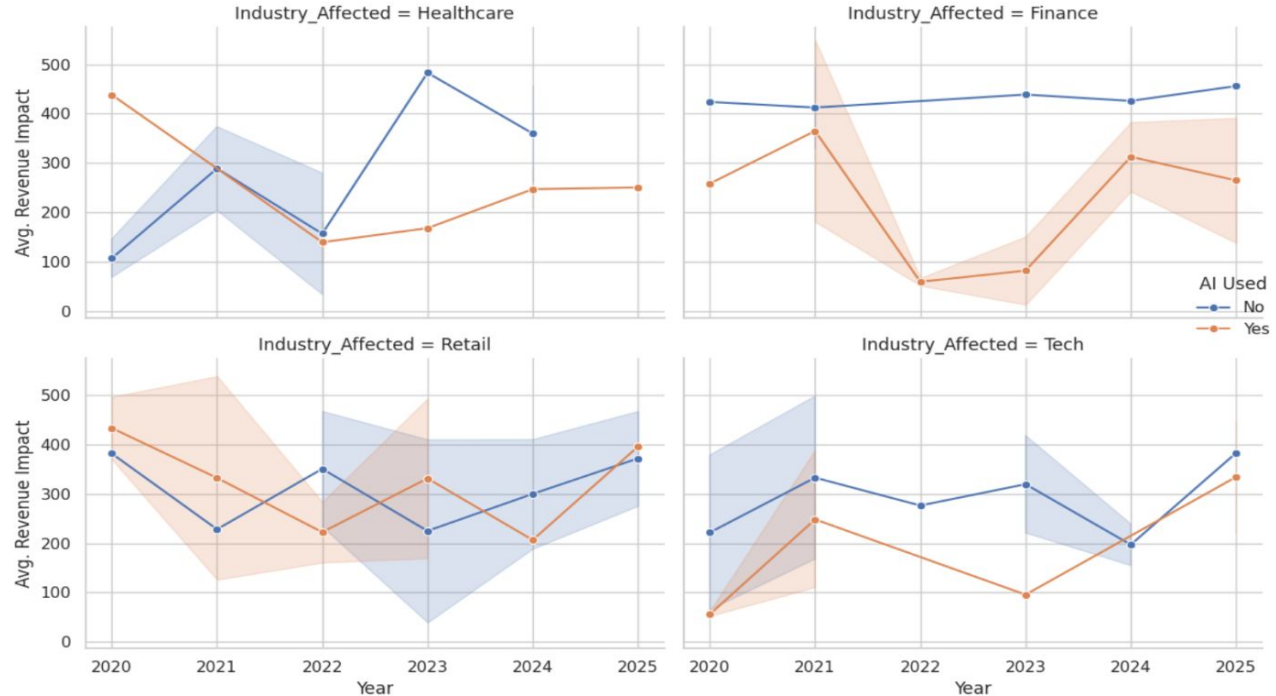 Industry_Affected = Healthcare
Industry_Affected = Finance
Avg. Revenue Impact
500
400
300
200
100
0
AI Used
No
Yes
Industry_Affected = Retail
Industry_Affected = Tech
Avg. Revenue Impact
500
400
300
200
100
0
2020 2021 2022 2023 2024 2025
Year
2020 2021 2022 2023 2024 2025
Year